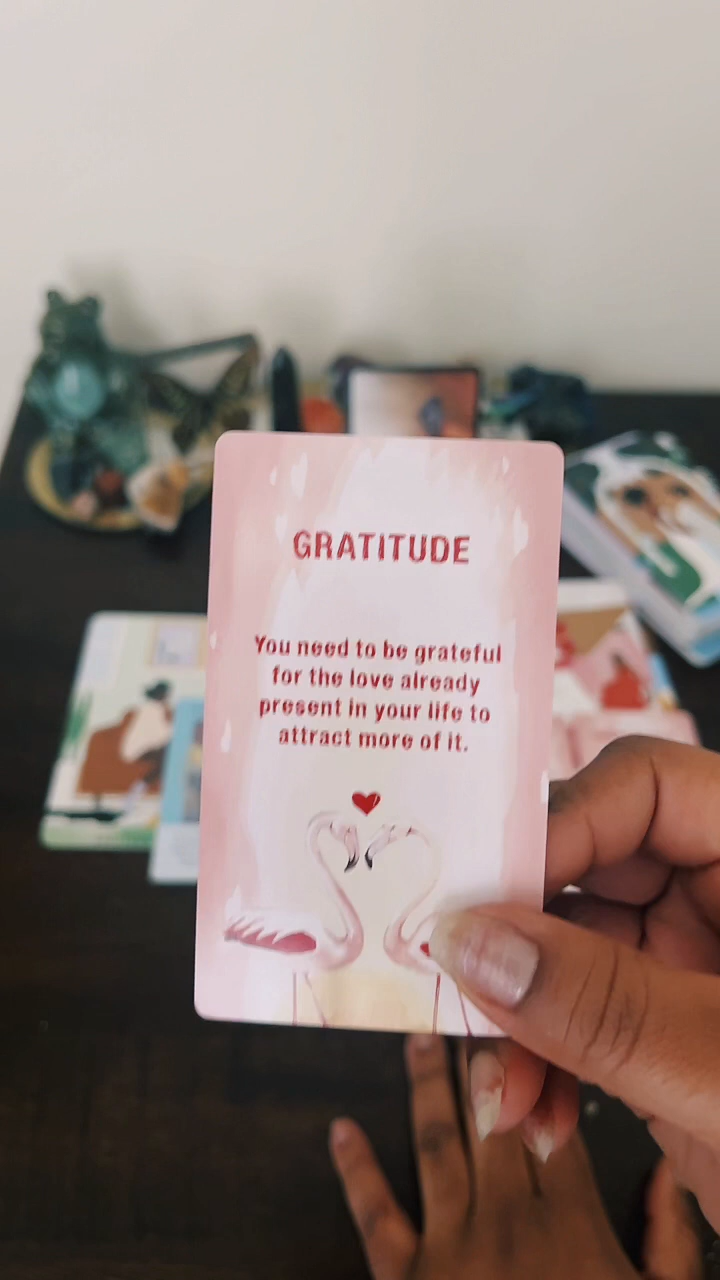 GRATITUDE
You need to be grateful
for the love already
present in your life to
attract more of it.